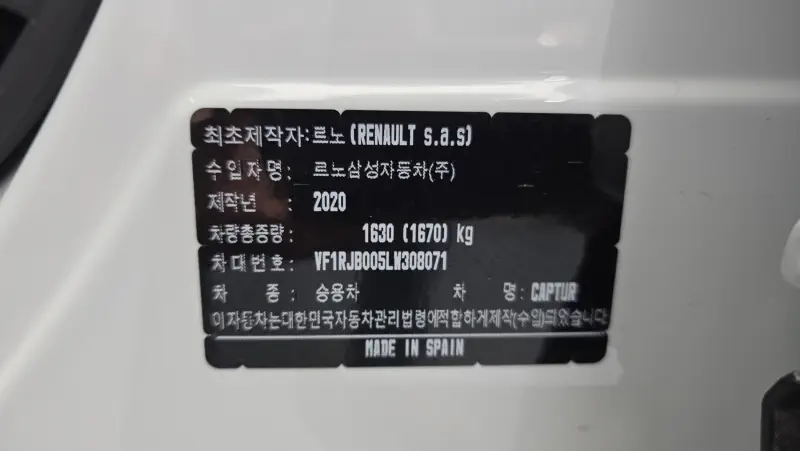 최초제작자:르노(RENAULT s.a.s)
수입자명: 르노삼성자동차(주)
제작년 : 2020
차량총중량: 1630 (1670) kg
차대번호: VF1RJB005LW308071
차 종: 승용차 차 명: CAPTUR
이자동차는대한민국자동차관리법령에적합하게제작(수입)되었습니다
MADE IN SPAIN